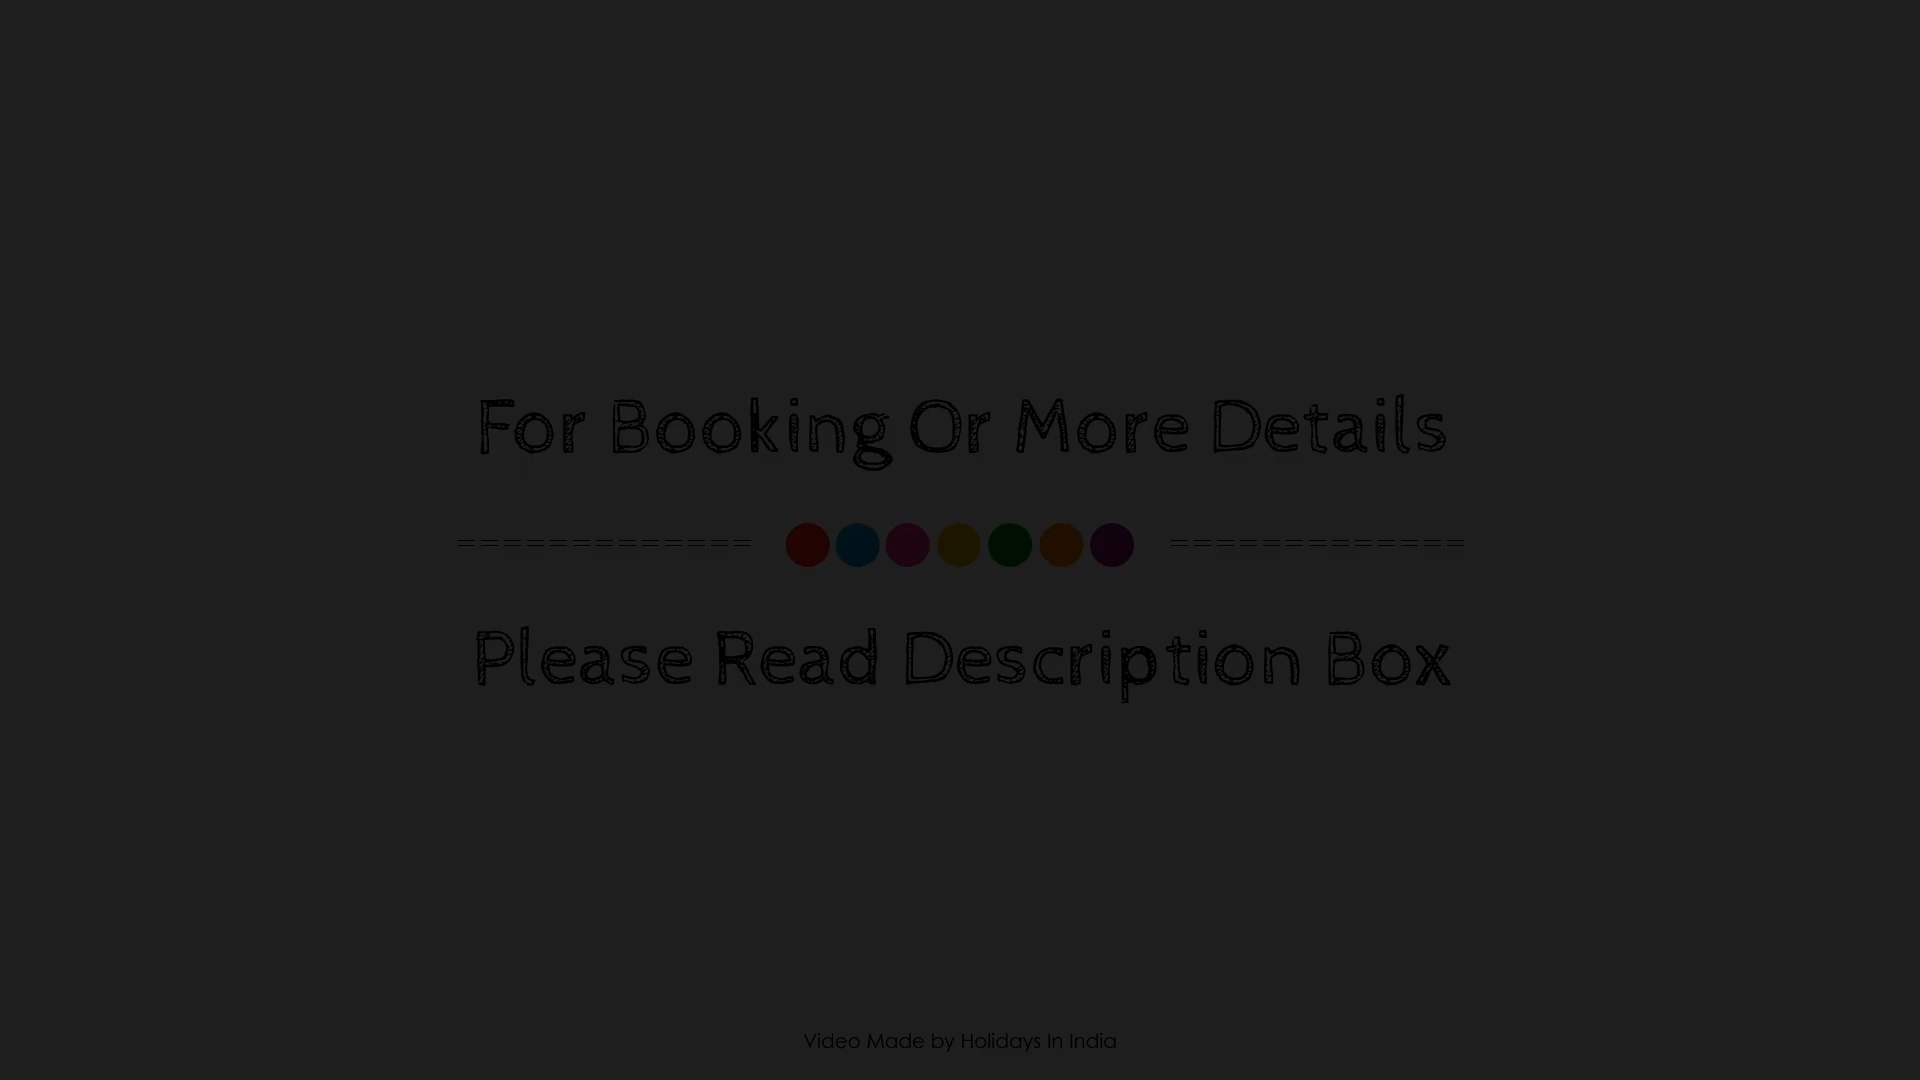 For Booking Or More Details
============= =============
Please Read Description Box
Video Made by Holidays In India